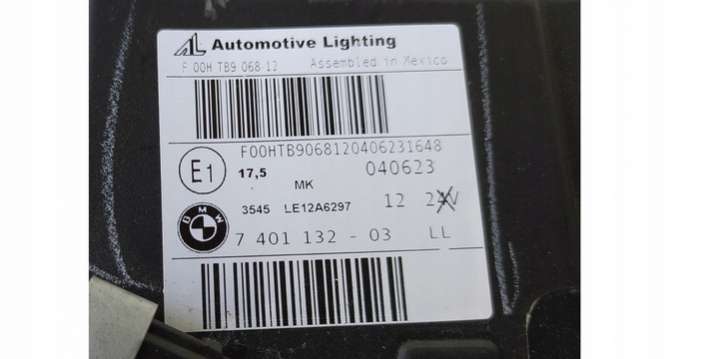 AL Automotive Lighting
F 00H TB9 068 12 Assembled in Mexico
F00HTB9068120406231648
E1 17,5 040623
MK
3545 LE12A6297 12 24V
BMW
7 401 132 - 03 LL